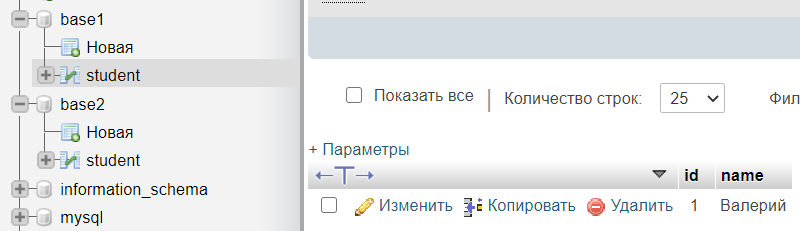 base1
Новая
student
base2
Новая
student
information_schema
mysql
Показать все
Количество строк: 25
Фил
+ Параметры
←T→ id name
Изменить Копировать Удалить 1 Валерий